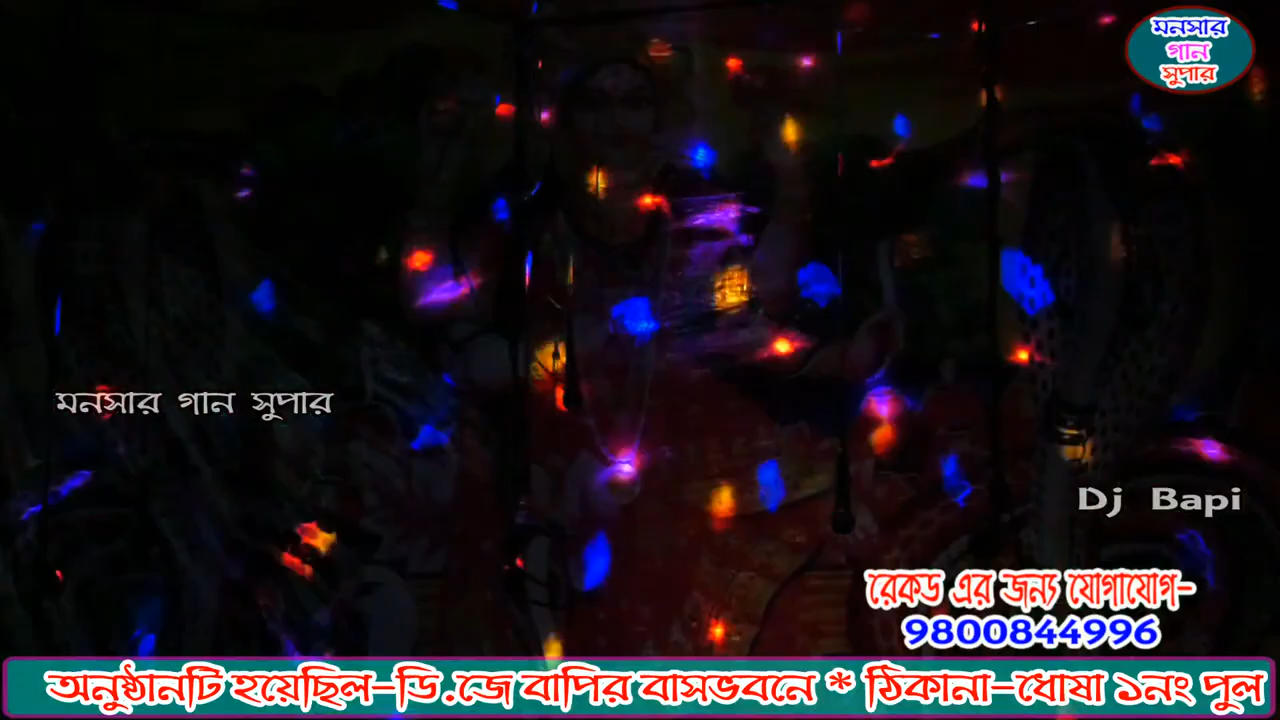 মনসার
গান
সুপার
মনসার গান সুপার
Dj Bapi
রেকড এর জন্য যোগাযোগ-
9800844996
অনুষ্ঠানটি হয়েছিল-ডি.জে বাপির বাসভবনে * ঠিকানা-ধোষা ১নং পুল